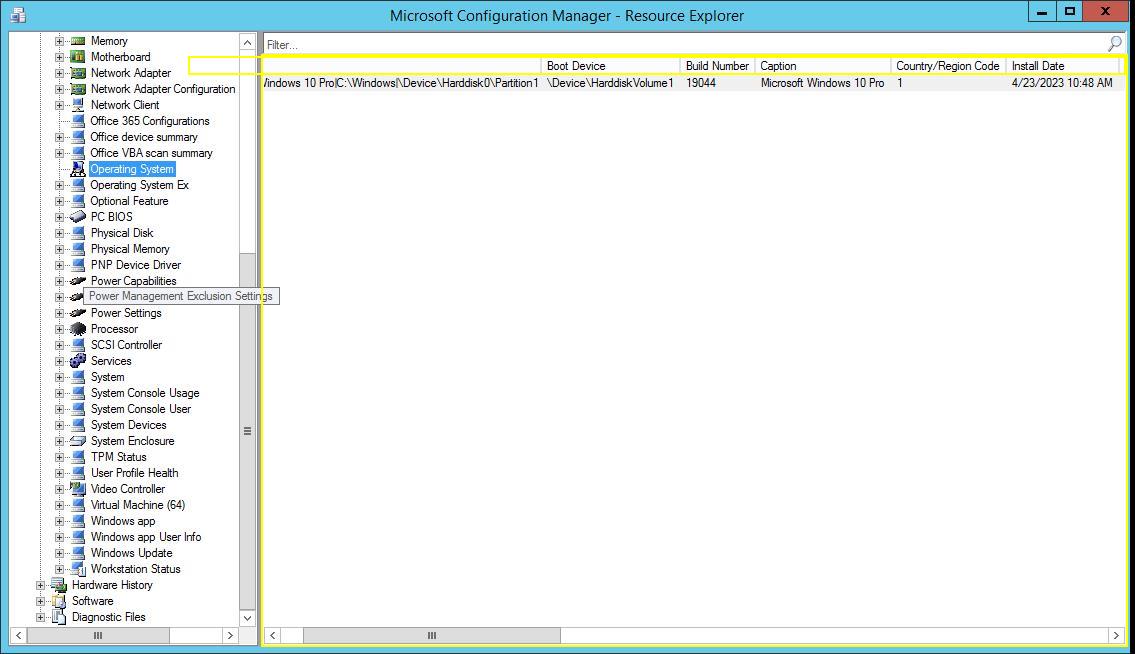 Microsoft Configuration Manager - Resource Explorer
X
Memory
Motherboard
Network Adapter
Network Adapter Configuration
Network Client
Office 365 Configurations
Office device summary
Office VBA scan summary
Operating System
Operating System Ex
Optional Feature
PC BIOS
Physical Disk
Physical Memory
PNP Device Driver
Power Capabilities
Power Management Exclusion Settings
Power Settings
Processor
SCSI Controller
Services
System
System Console Usage
System Console User
System Devices
System Enclosure
TPM Status
User Profile Health
Video Controller
Virtual Machine (64)
Windows app
Windows app User Info
Windows Update
Workstation Status
Hardware History
Software
Diagnostic Files
Filter...
Boot Device Build Number Caption Country/Region Code Install Date
Windows 10 Pro|C:\Windows|\Device\Harddisk0\Partition1 \Device\HarddiskVolume1 19044 Microsoft Windows 10 Pro 1 4/23/2023 10:48 AM